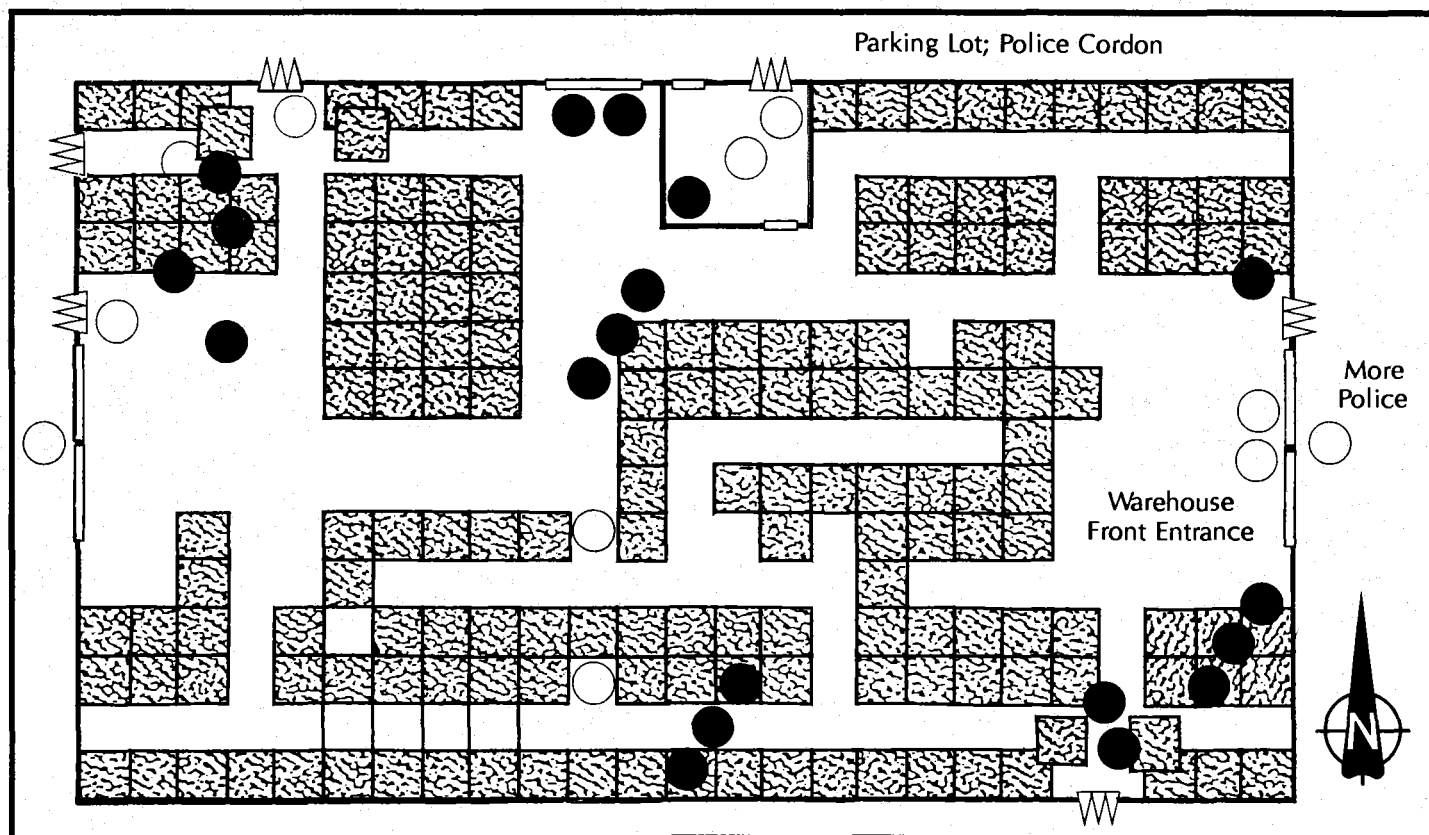 Parking Lot; Police Cordon
More
Police
Warehouse
Front Entrance
N